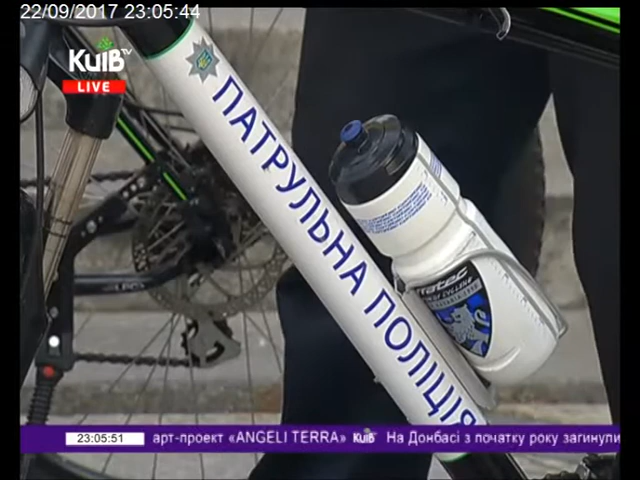 22/09/2017 23:05:44
КиїВ TV
LIVE
ПАТРУЛЬНА ПОЛІЦІЯ
23:05:51 арт-проект «ANGELI TERRA» КиїВ На Донбасі з початку року загинули